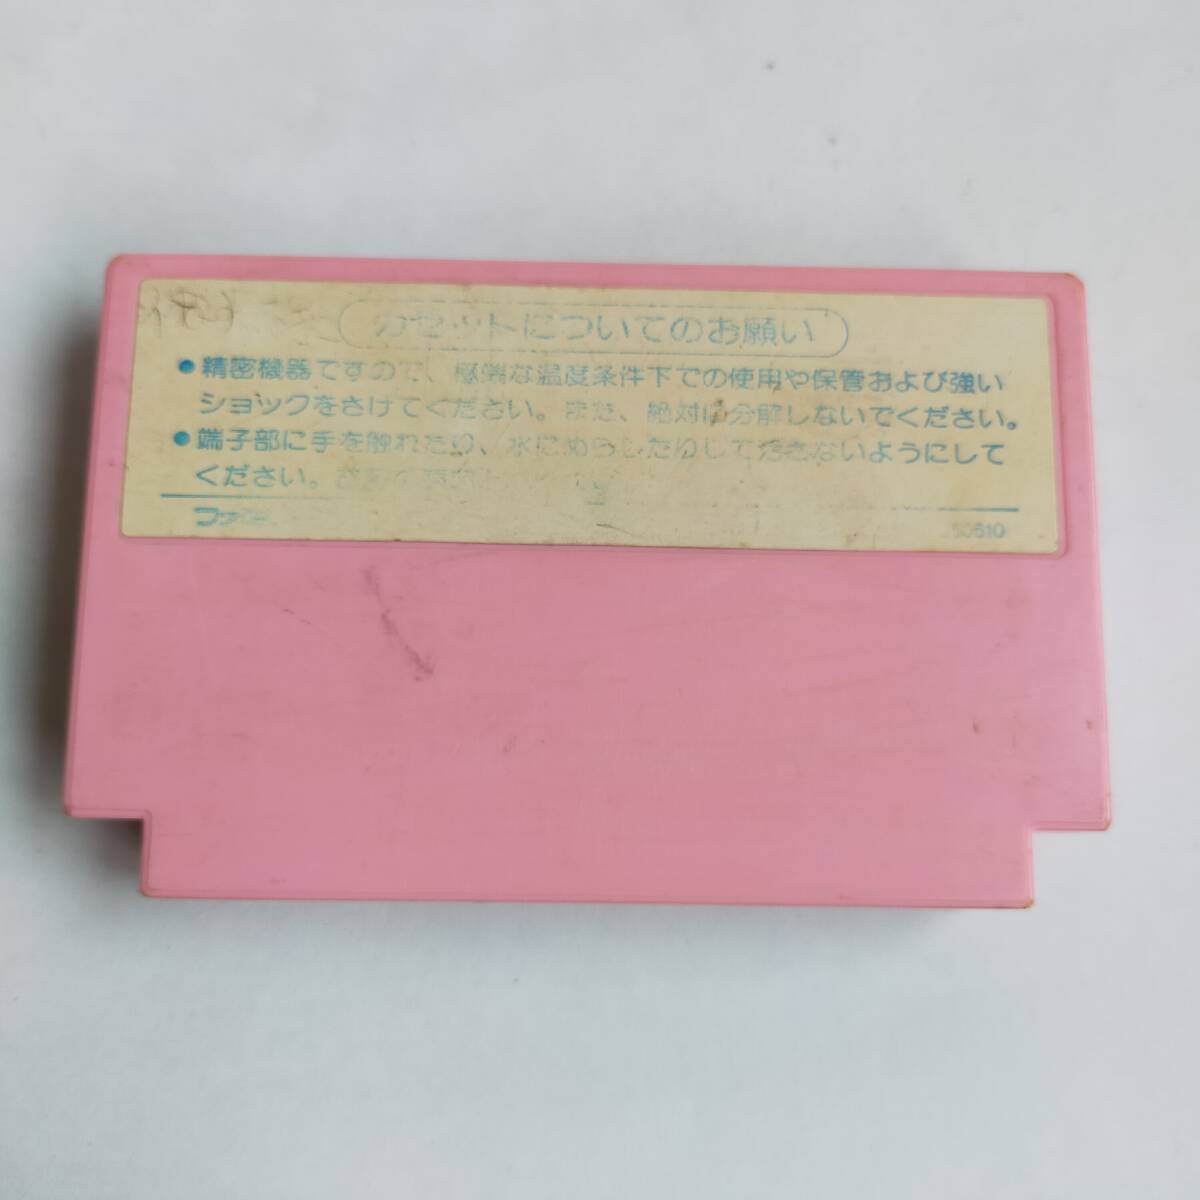 カセットについてのお願い
●精密機器ですので、極端な温度条件下での使用や保管および強い
ショックをさけてください。また、絶対に分解しないでください。
●端子部に手を触れたり、水にぬらしたりして汚さないようにして
ください。
ファミ
50610